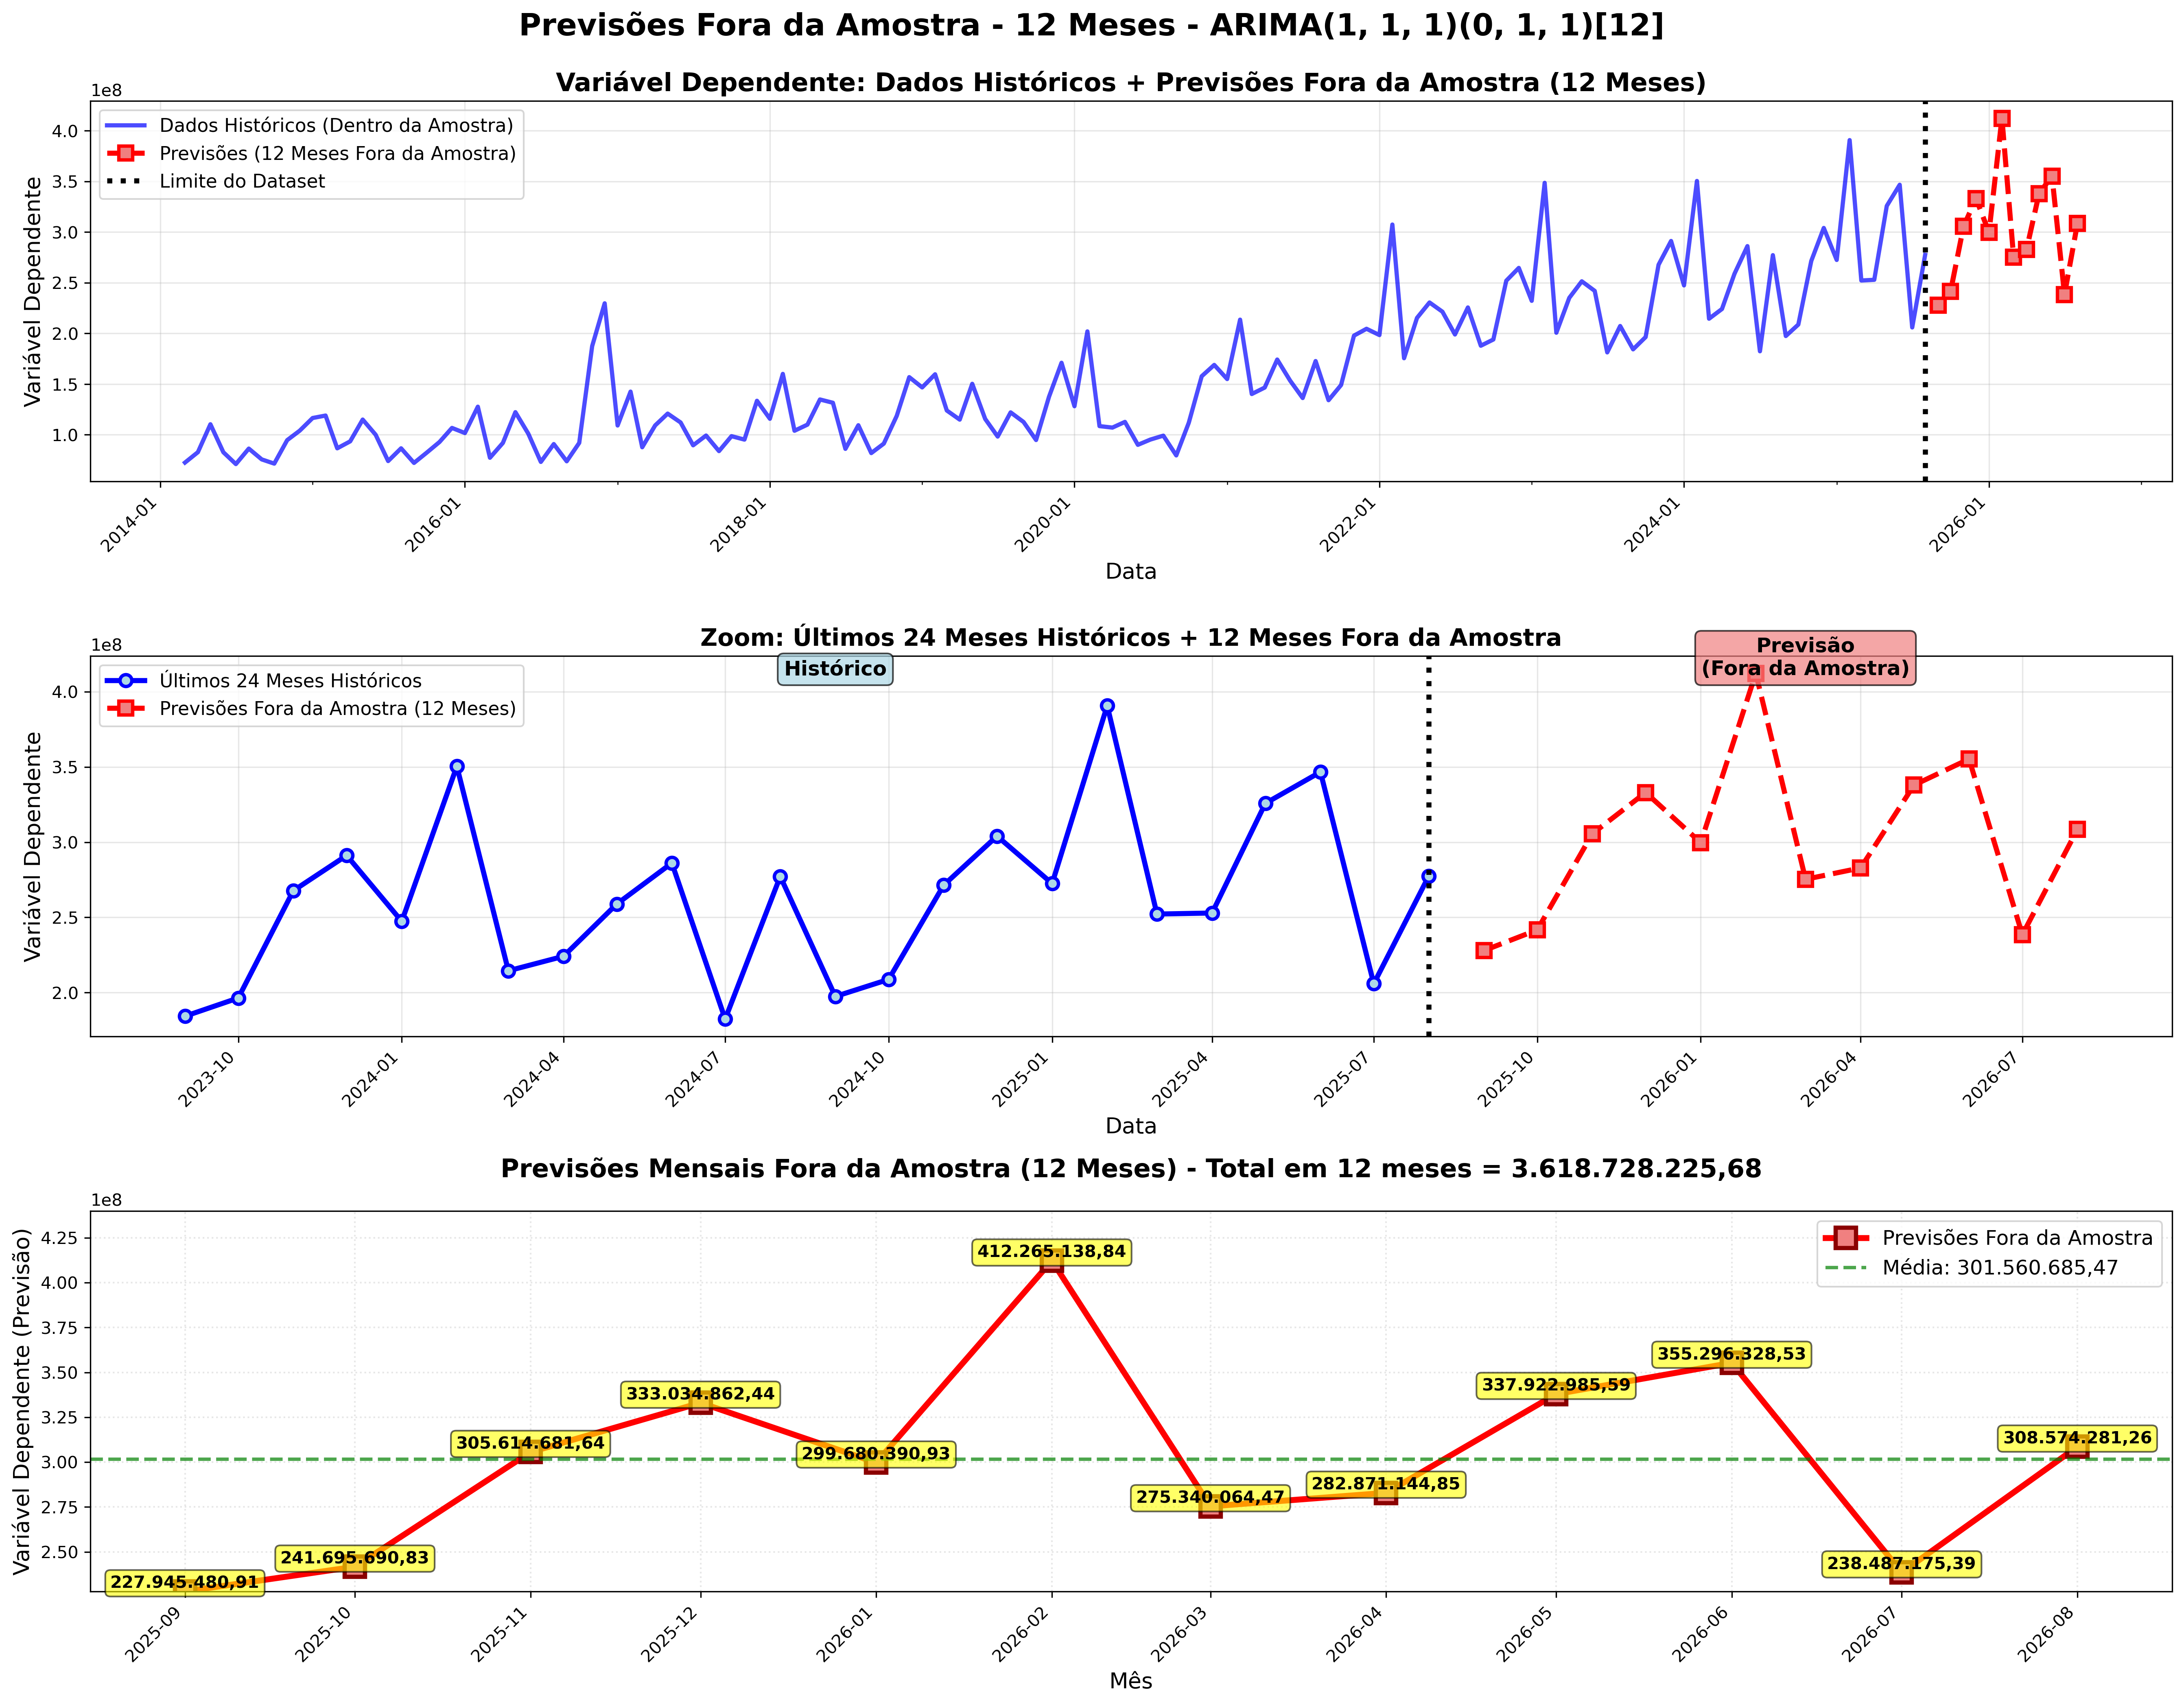 Previsões Fora da Amostra - 12 Meses - ARIMA(1, 1, 1)(0, 1, 1)[12]
Variável Dependente: Dados Históricos + Previsões Fora da Amostra (12 Meses)
1e8
Dados Históricos (Dentro da Amostra)
Previsões (12 Meses Fora da Amostra)
Limite do Dataset
Variável Dependente
4.0
3.5
3.0
2.5
2.0
1.5
1.0
2014-01
2016-01
2018-01
2020-01
2022-01
2024-01
2026-01
Data
Zoom: Últimos 24 Meses Históricos + 12 Meses Fora da Amostra
1e8
Últimos 24 Meses Históricos
Previsões Fora da Amostra (12 Meses)
Histórico
Previsão
(Fora da Amostra)
Variável Dependente
4.0
3.5
3.0
2.5
2.0
2023-10
2024-01
2024-04
2024-07
2024-10
2025-01
2025-04
2025-07
2025-10
2026-01
2026-04
2026-07
Data
Previsões Mensais Fora da Amostra (12 Meses) - Total em 12 meses = 3.618.728.225,68
1e8
Previsões Fora da Amostra
Média: 301.560.685,47
Variável Dependente (Previsão)
4.25
4.00
3.75
3.50
3.25
3.00
2.75
2.50
227.945.480,91
241.695.690,83
305.614.681,64
333.034.862,44
299.680.390,93
412.265.138,84
275.340.064,47
282.871.144,85
337.922.985,59
355.296.328,53
238.487.175,39
308.574.281,26
2025-09
2025-10
2025-11
2025-12
2026-01
2026-02
2026-03
2026-04
2026-05
2026-06
2026-07
2026-08
Mês